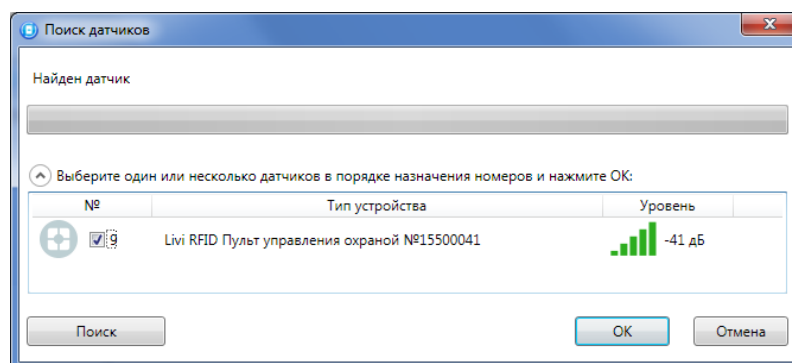 Поиск датчиков
Найден датчик
Выберите один или несколько датчиков в порядке назначения номеров и нажмите OK:
№ Тип устройства Уровень
9 Livi RFID Пульт управления охраной №15500041 -41 дБ
Поиск OK Отмена